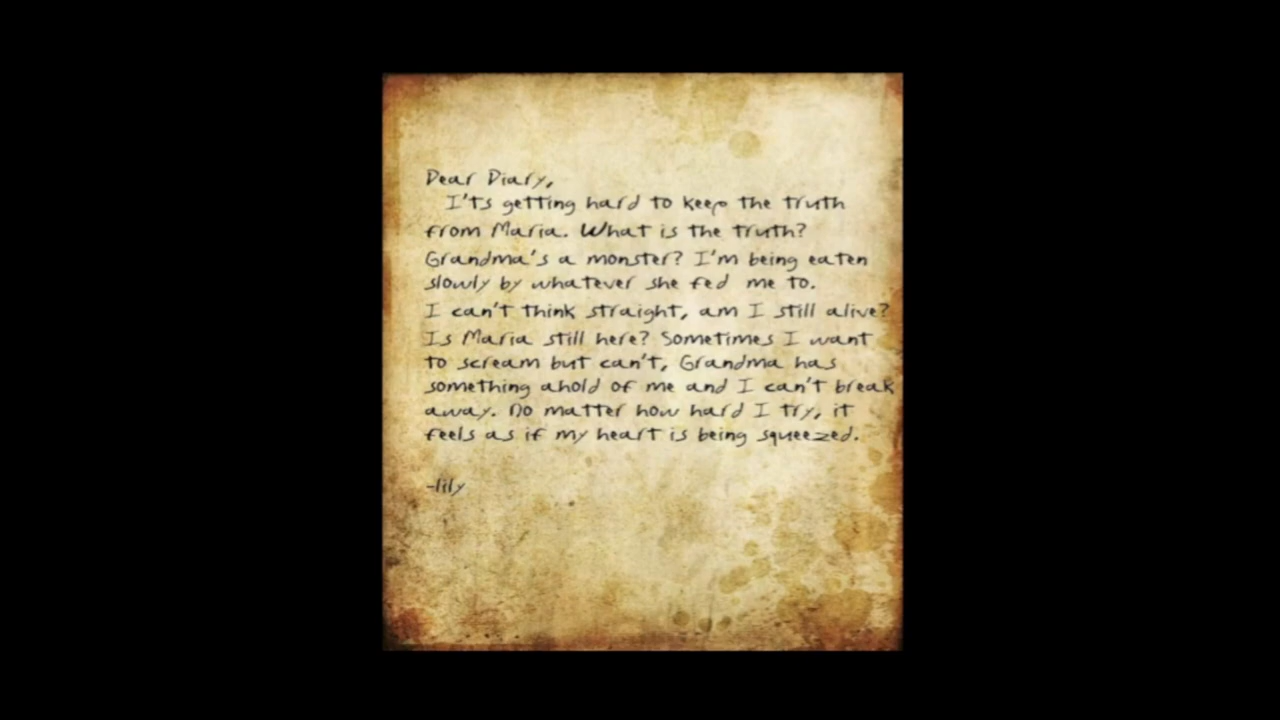 Dear Diary,
I'ts getting hard to keep the truth
from Maria. What is the truth?
Grandma's a monster? I'm being eaten
slowly by whatever she fed me to.
I can't think straight, am I still alive?
Is Maria still here? Sometimes I want
to scream but can't, Grandma has
something ahold of me and I can't break
away. No matter how hard I try, it
feels as if my heart is being squeezed.
-lily